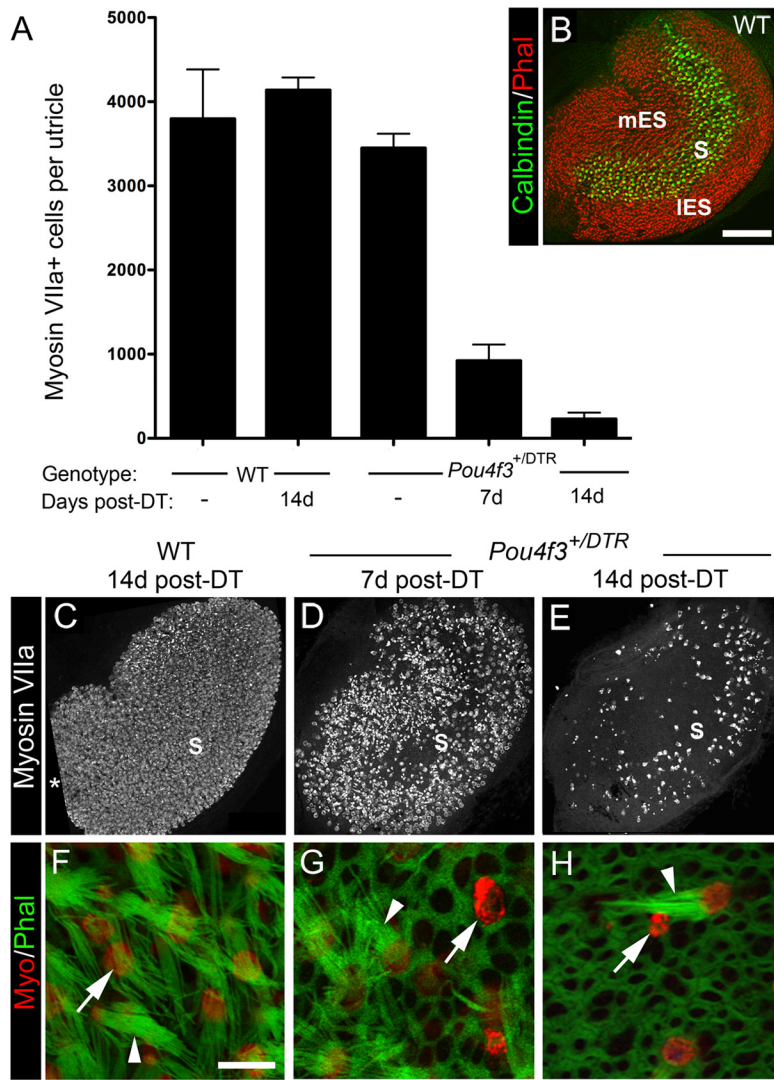 A
Myosin VIIa+ cells per utricle
5000
4000
3000
2000
1000
0
Genotype: WT Pou4f3+/DTR
Days post-DT: - 14d - 7d 14d
B
WT
Calbindin/Phal
mES
S
lES
WT
14d post-DT
Pou4f3+/DTR
7d post-DT
14d post-DT
Myosin VIIa
C
S
*
D
S
E
S
Myo/Phal
F
G
H